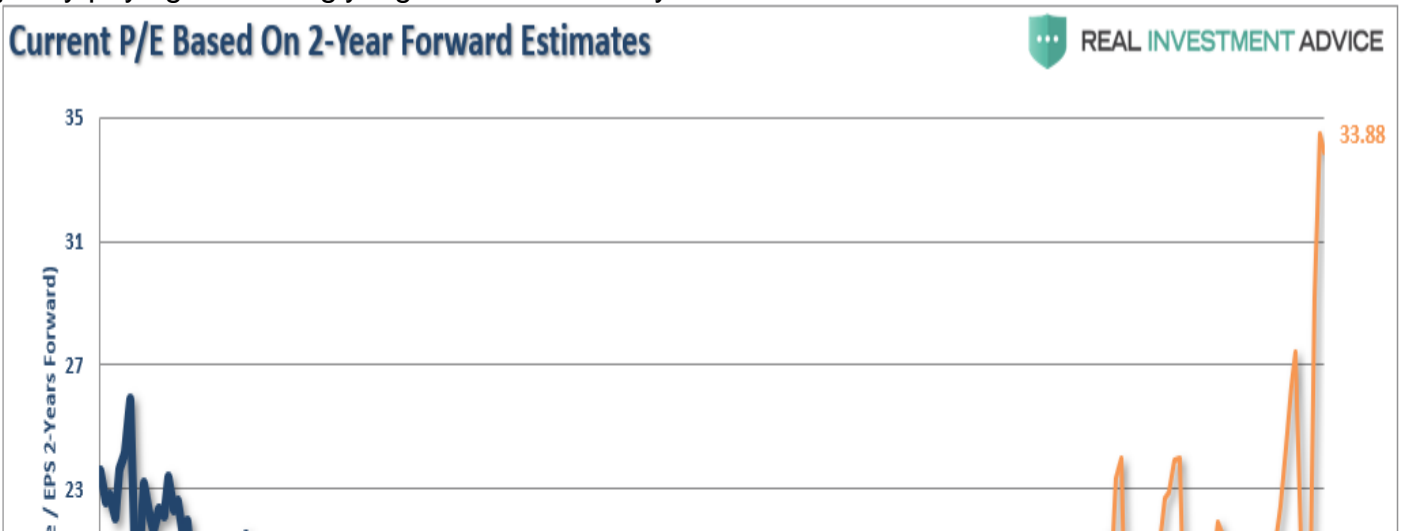 Current P/E Based On 2-Year Forward Estimates
REAL INVESTMENT ADVICE
35
33.88
31
27
23
/ EPS 2-Years Forward)